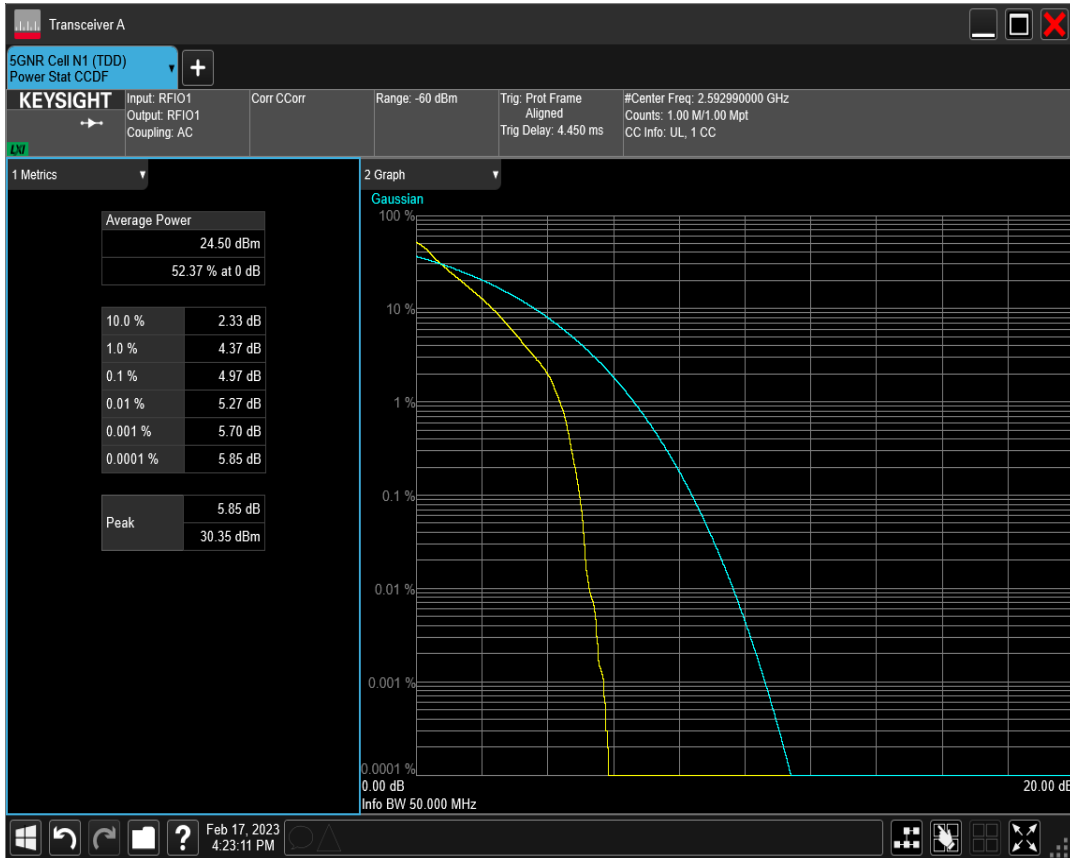 Transceiver A
5GNR Cell N1 (TDD)
Power Stat CCDF
+
KEYSIGHT
LXI
Input: RFIO1
Output: RFIO1
Coupling: AC
Corr CCorr
Range: -60 dBm
Trig: Prot Frame
Aligned
Trig Delay: 4.450 ms
#Center Freq: 2.592990000 GHz
Counts: 1.00 M/1.00 Mpt
CC Info: UL, 1 CC
1 Metrics
Average Power
24.50 dBm
52.37 % at 0 dB
10.0 % 2.33 dB
1.0 % 4.37 dB
0.1 % 4.97 dB
0.01 % 5.27 dB
0.001 % 5.70 dB
0.0001 % 5.85 dB
Peak 5.85 dB
30.35 dBm
2 Graph
Gaussian
100 %
10 %
1 %
0.1 %
0.01 %
0.001 %
0.0001 %
0.00 dB 20.00 dB
Info BW 50.000 MHz
?
Feb 17, 2023
4:23:11 PM